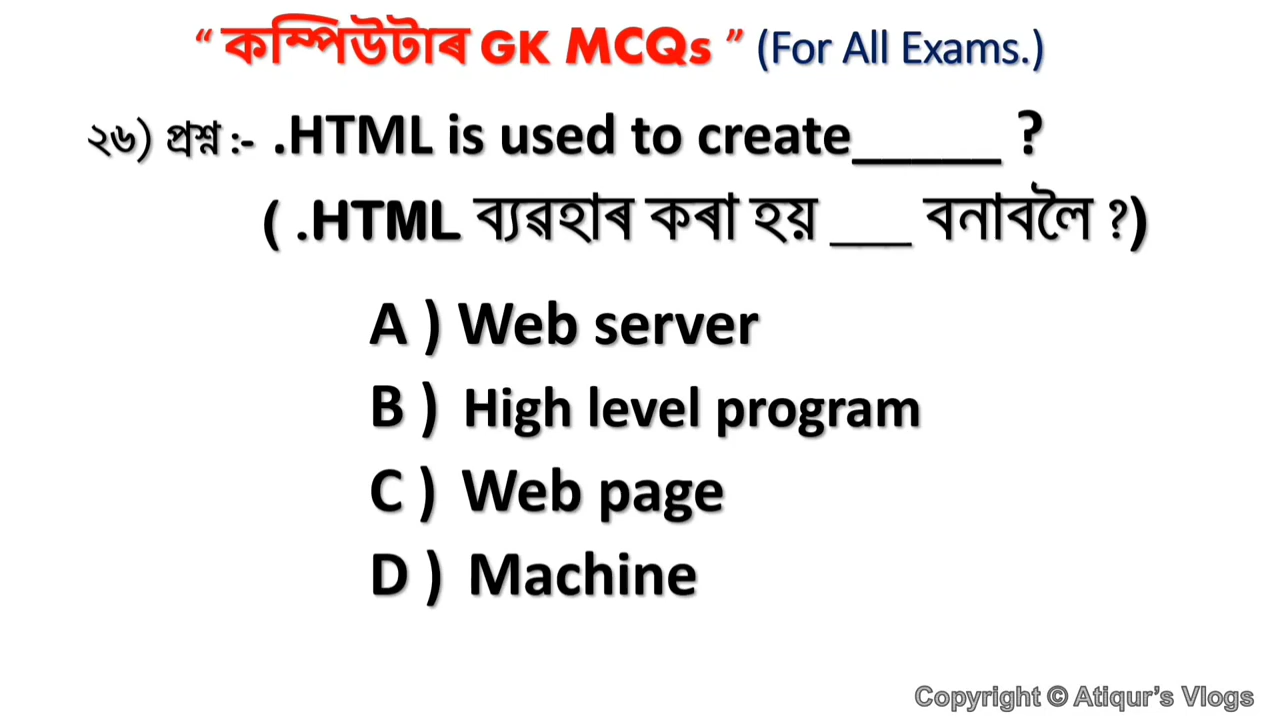 “ কম্পিউটাৰ GK MCQs ” (For All Exams.)
২৬) প্ৰশ্ন :- .HTML is used to create_____ ?
( .HTML ব্যৱহাৰ কৰা হয় ___ বনাবলৈ ?)
A ) Web server
B ) High level program
C ) Web page
D ) Machine
Copyright © Atiqur’s Vlogs